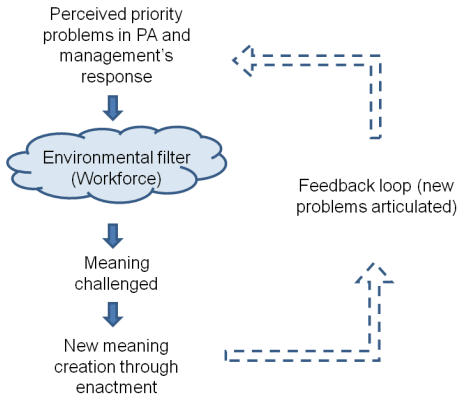 Perceived priority
problems in PA and
management's
response
Environmental filter
(Workforce)
Feedback loop (new
problems articulated)
Meaning
challenged
New meaning
creation through
enactment